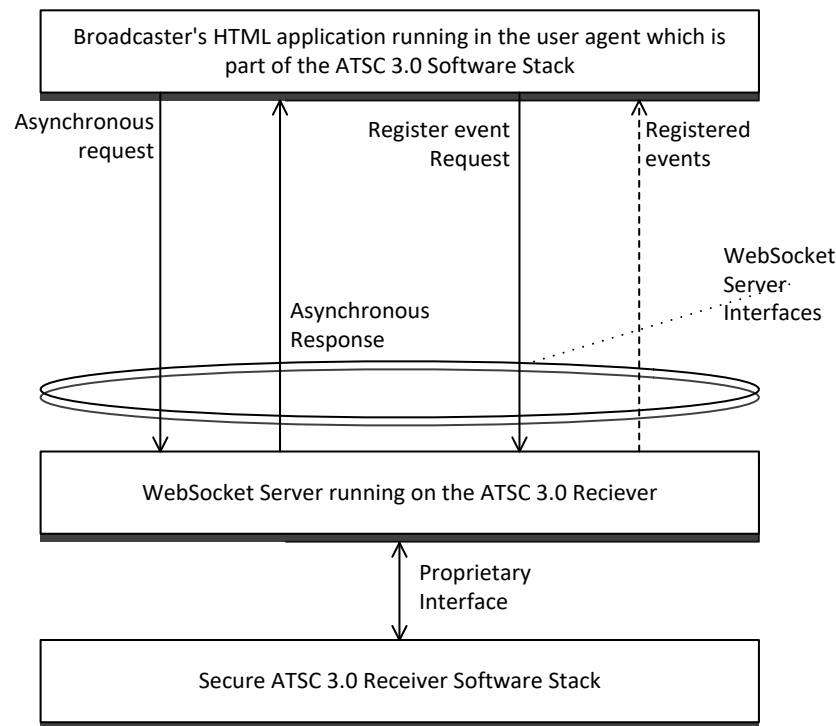 Broadcaster's HTML application running in the user agent which is
part of the ATSC 3.0 Software Stack
Asynchronous
request
Register event
Request
Registered
events
WebSocket
Server
Interfaces
Asynchronous
Response
WebSocket Server running on the ATSC 3.0 Reciever
Proprietary
Interface
Secure ATSC 3.0 Receiver Software Stack